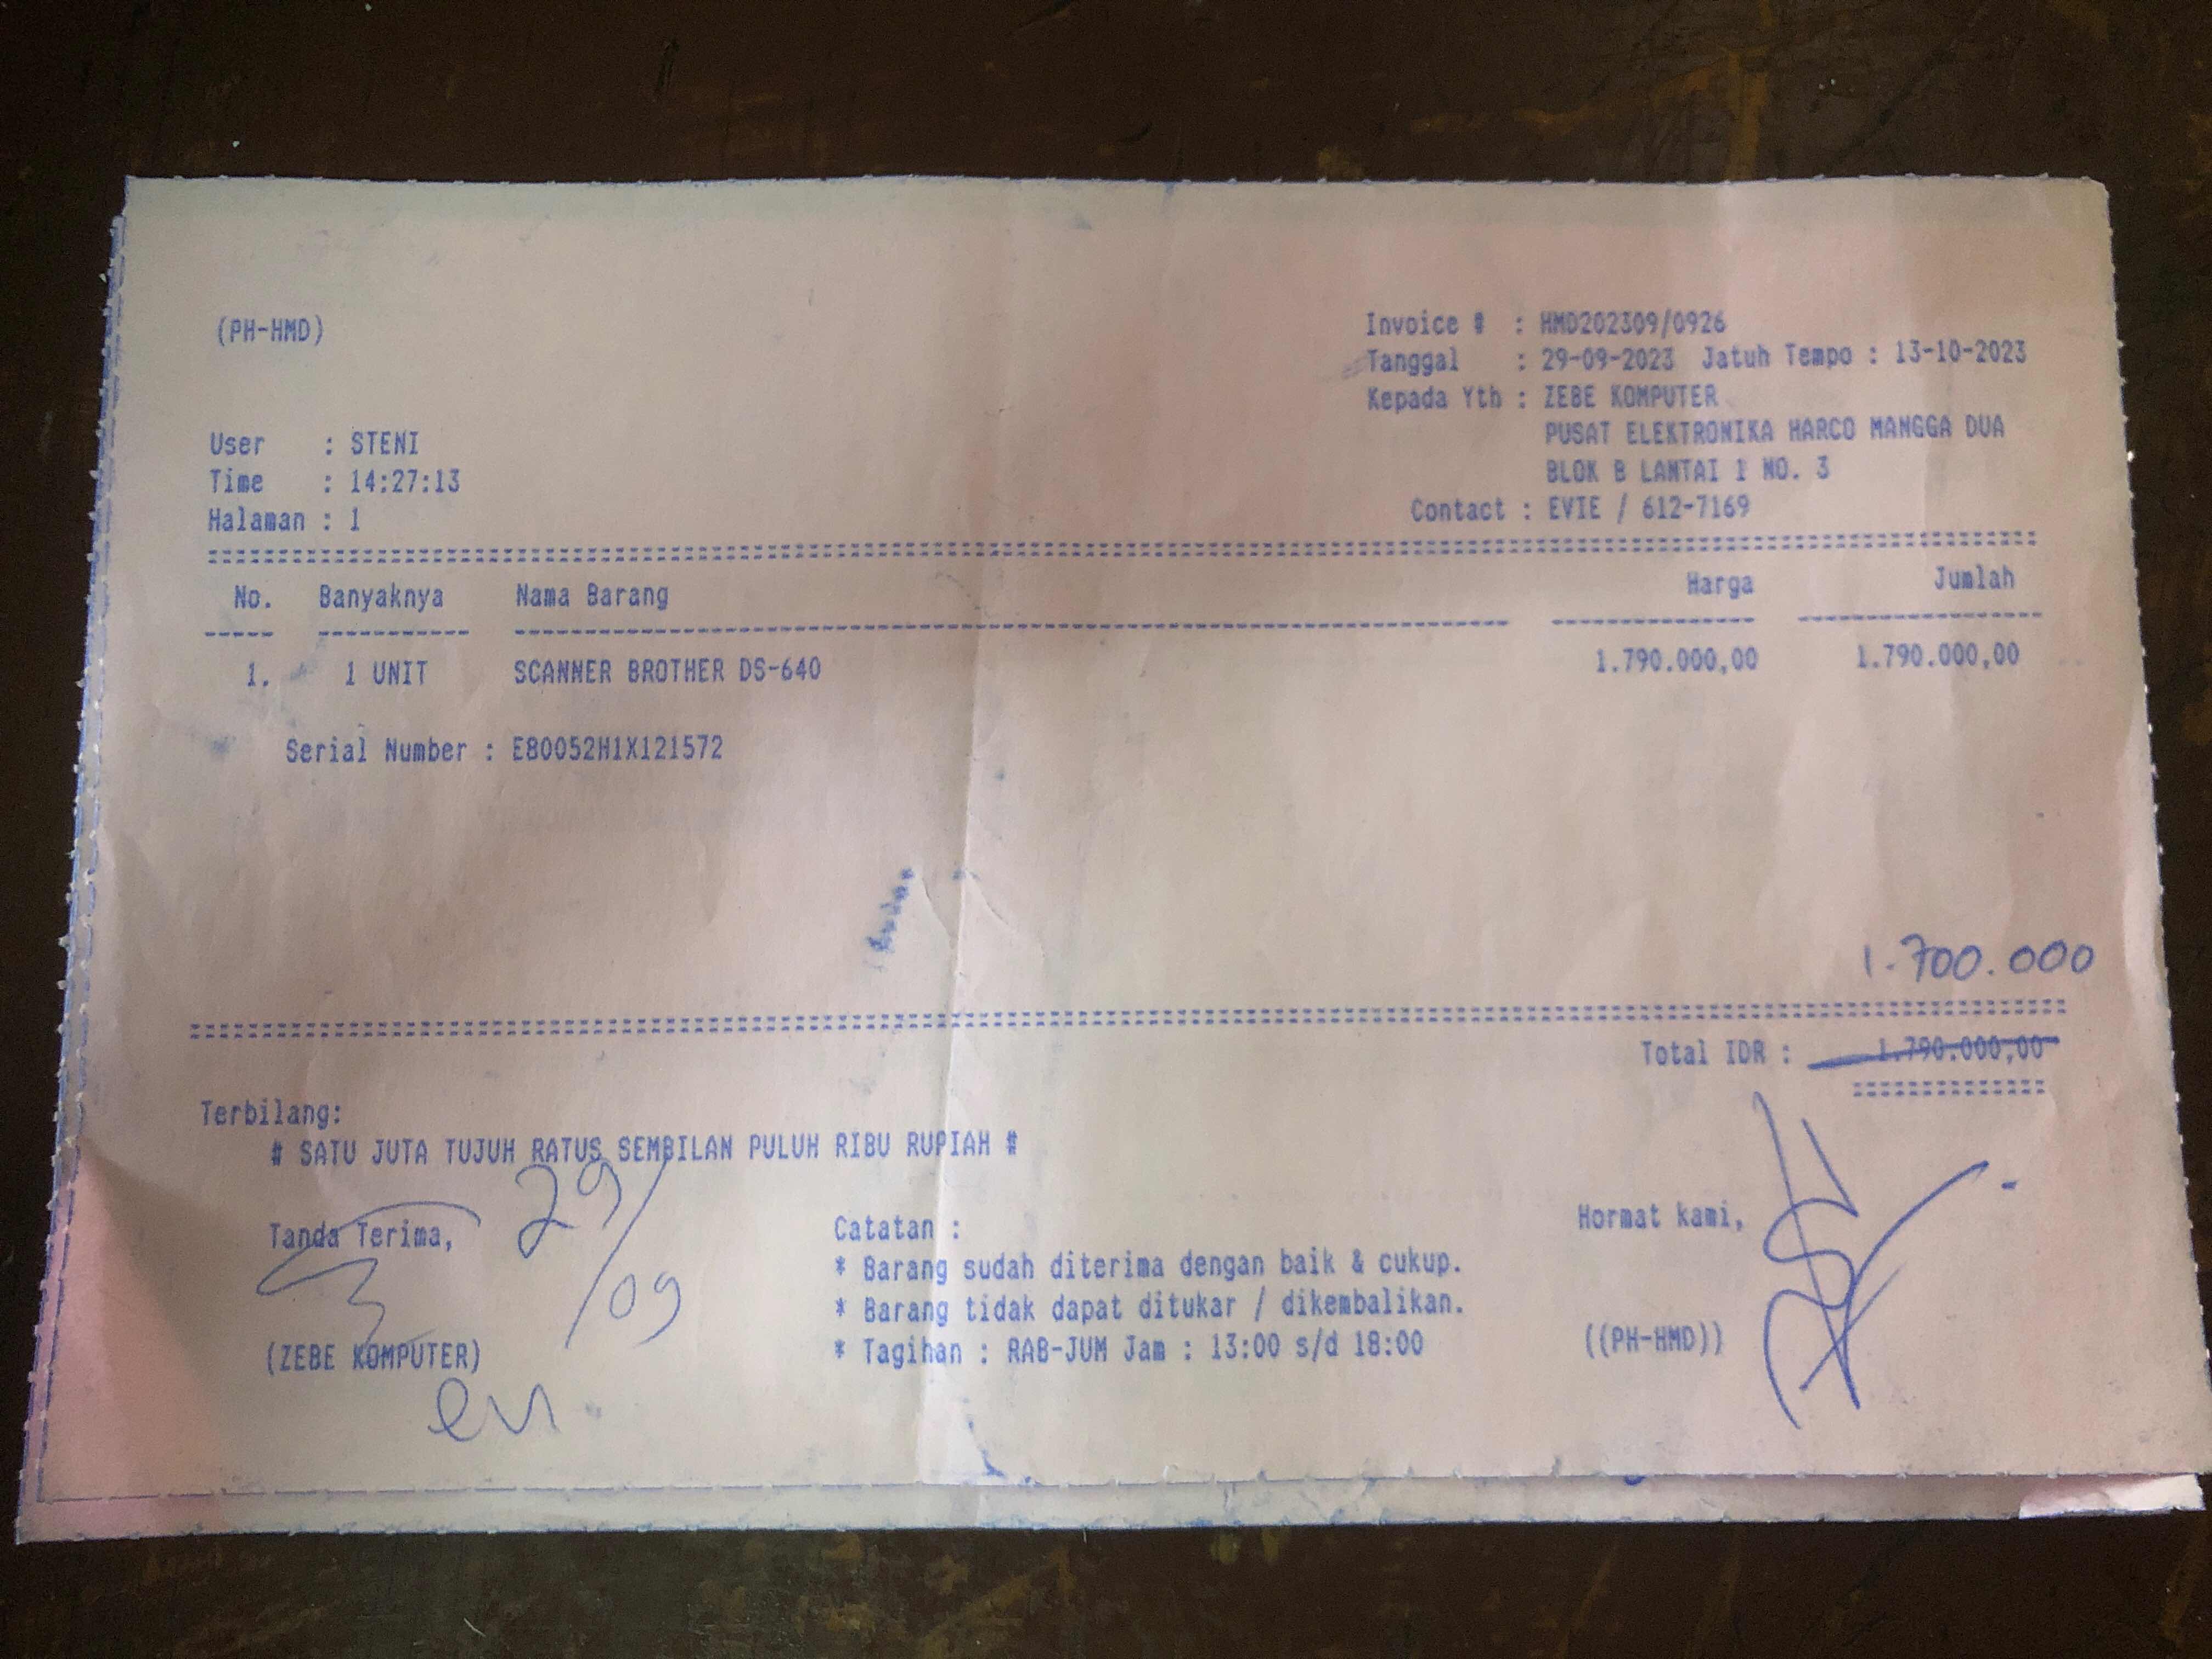 (PH-HMD)
Invoice # : HMD202309/0926
Tanggal : 29-09-2023 Jatuh Tempo : 13-10-2023
Kepada Yth : ZEBE KOMPUTER
PUSAT ELEKTRONIKA HARCO MANGGA DUA
BLOK B LANTAI 1 NO. 3
Contact : EVIE / 612-7169
User : STENI
Time : 14:27:13
Halaman : 1
No. Banyaknya Nama Barang Harga Jumlah
1. 1 UNIT SCANNER BROTHER DS-640 1.790.000,00 1.790.000,00
Serial Number : E80052H1X121572
1.700.000
Total IDR : 1.790.000,00
Terbilang:
# SATU JUTA TUJUH RATUS SEMBILAN PULUH RIBU RUPIAH #
29/09
Tanda Terima,
(ZEBE KOMPUTER)
Catatan :
* Barang sudah diterima dengan baik & cukup.
* Barang tidak dapat ditukar / dikembalikan.
* Tagihan : RAB-JUM Jam : 13:00 s/d 18:00
Hormat kami,
((PH-HMD))